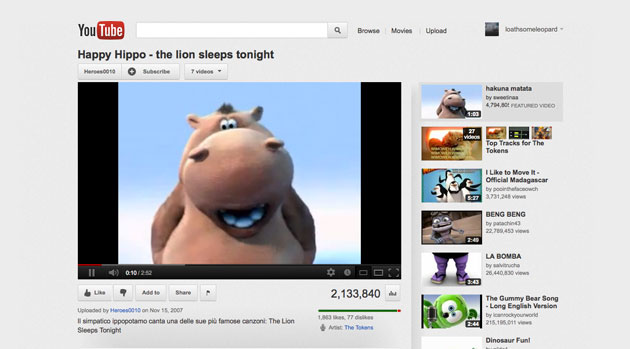 YouTube
Browse | Movies | Upload
loathsomeleopard
Happy Hippo - the lion sleeps tonight
Heroes0010
Subscribe
7 videos
0:10 / 2:52
Like
Add to
Share
2,133,840
Uploaded by Heroes0010 on Nov 15, 2007
Il simpatico ippopotamo canta una delle sue più famose canzoni: The Lion
Sleeps Tonight
1,863 likes, 77 dislikes
Artist: The Tokens
1:03
hakuna matata
by sweetinaa
4,794,801 FEATURED VIDEO
27
videos
Top Tracks for The
Tokens
5:27
I Like to Move It -
Official Madagascar
by poointhefaceowch
3,731,248 views
2:49
BENG BENG
by patachin43
22,789,453 views
3:43
LA BOMBA
by salvitrucha
26,440,830 views
2:48
The Gummy Bear Song
- Long English Version
by icanrockyourworld
215,195,011 views
Dinosaur Fun!